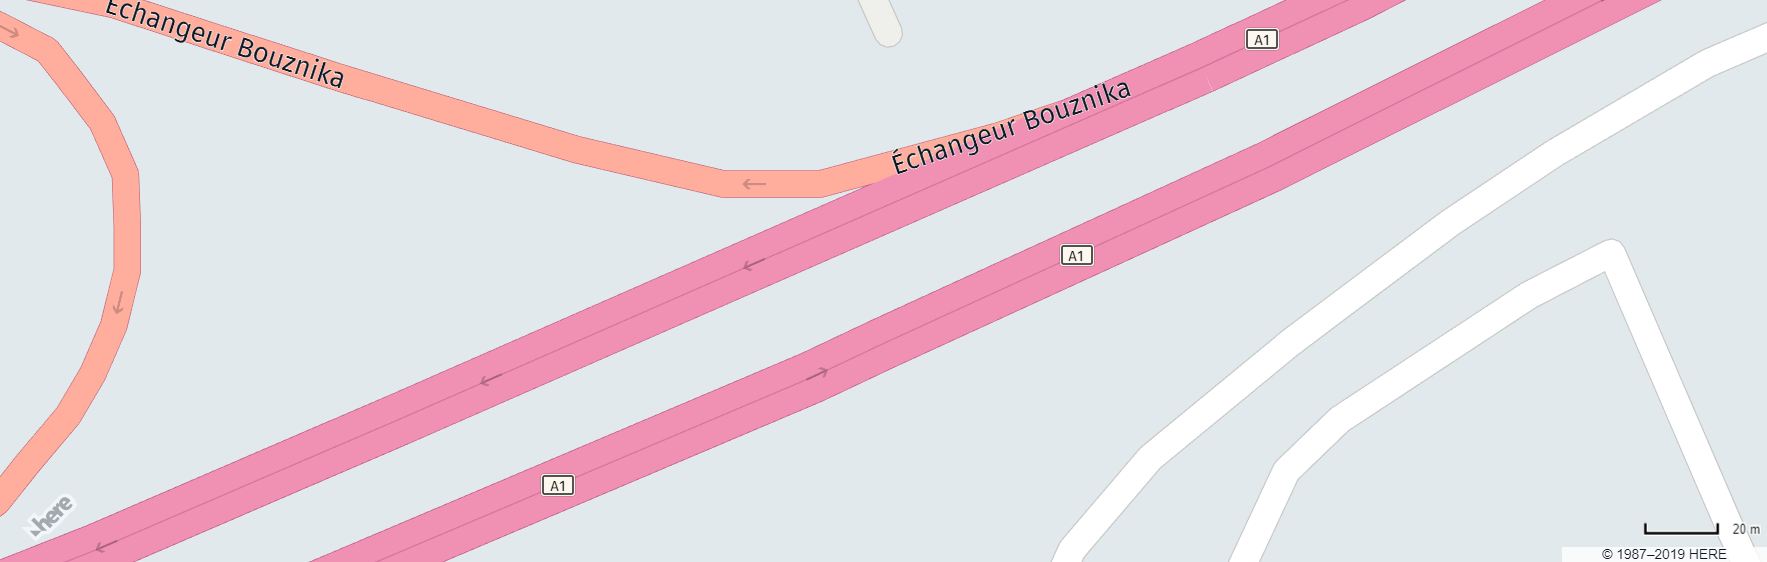 Échangeur Bouznika
A1
Échangeur Bouznika
A1
A1
here
20 m
© 1987–2019 HERE